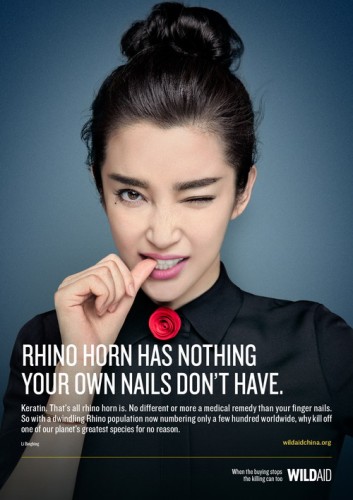 RHINO HORN HAS NOTHING
YOUR OWN NAILS DON'T HAVE.
Keratin. That's all rhino horn is. No different or more a medical remedy than your finger nails.
So with a dwindling Rhino population now numbering only a few hundred worldwide, why kill off
one of our planet's greatest species for no reason.
Li Bingbing
wildaidchina.org
When the buying stops
the killing can too
WILDAID